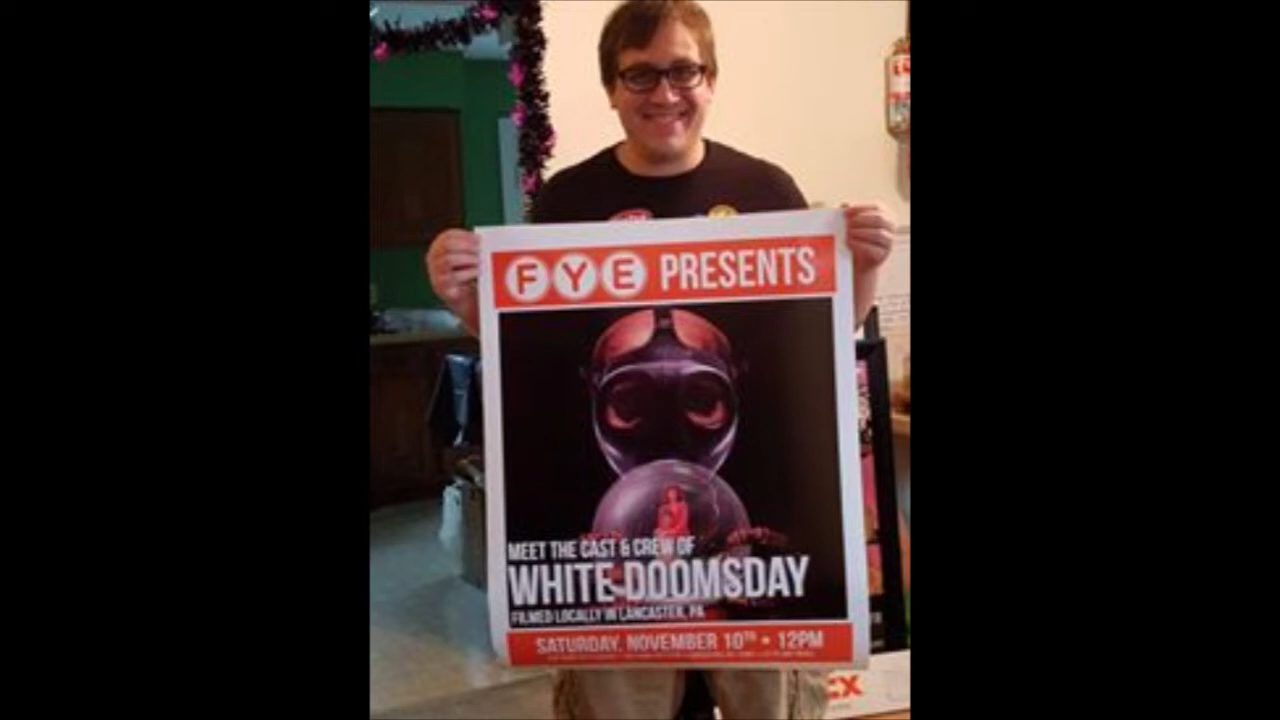 FYE PRESENTS
MEET THE CAST & CREW OF
WHITE DOOMSDAY
FILMED LOCALLY IN LANCASTER, PA
SATURDAY, NOVEMBER 10TH • 12PM